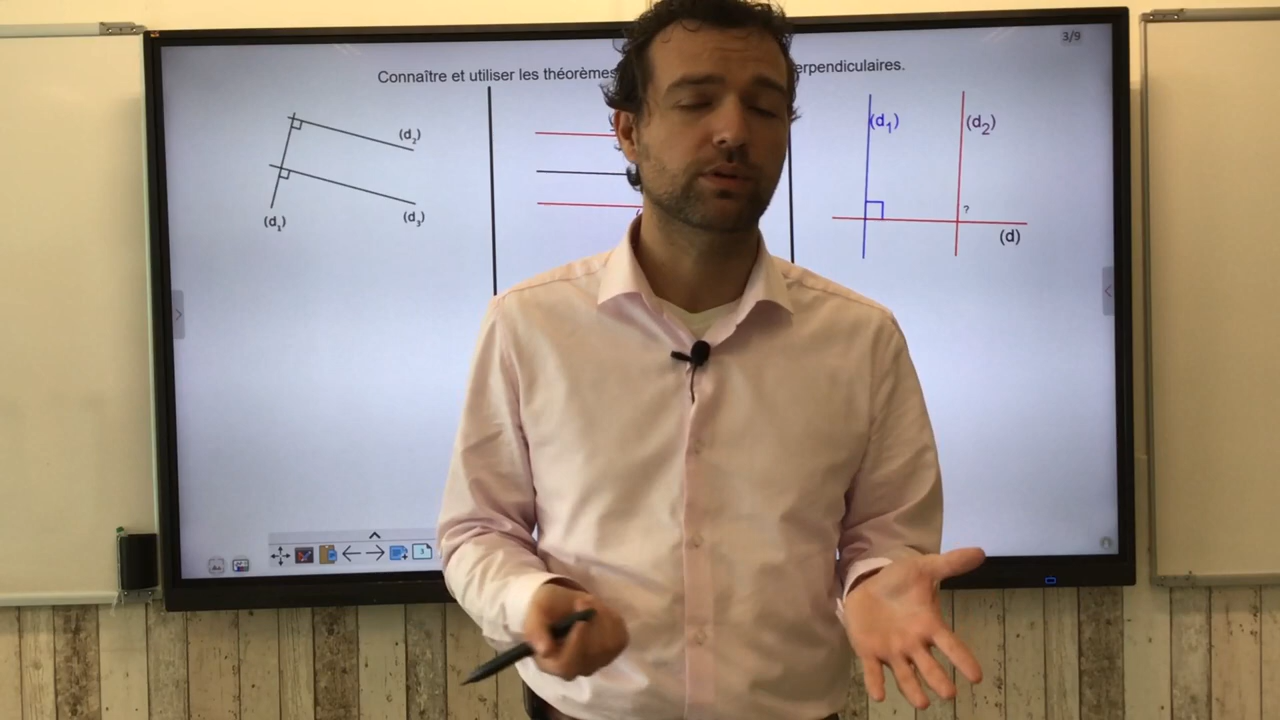 3/9
Connaître et utiliser les théorèmes erpendiculaires.
(d₂)
(d₁)
(d₃)
(d₁)
(d₂)
?
(d)